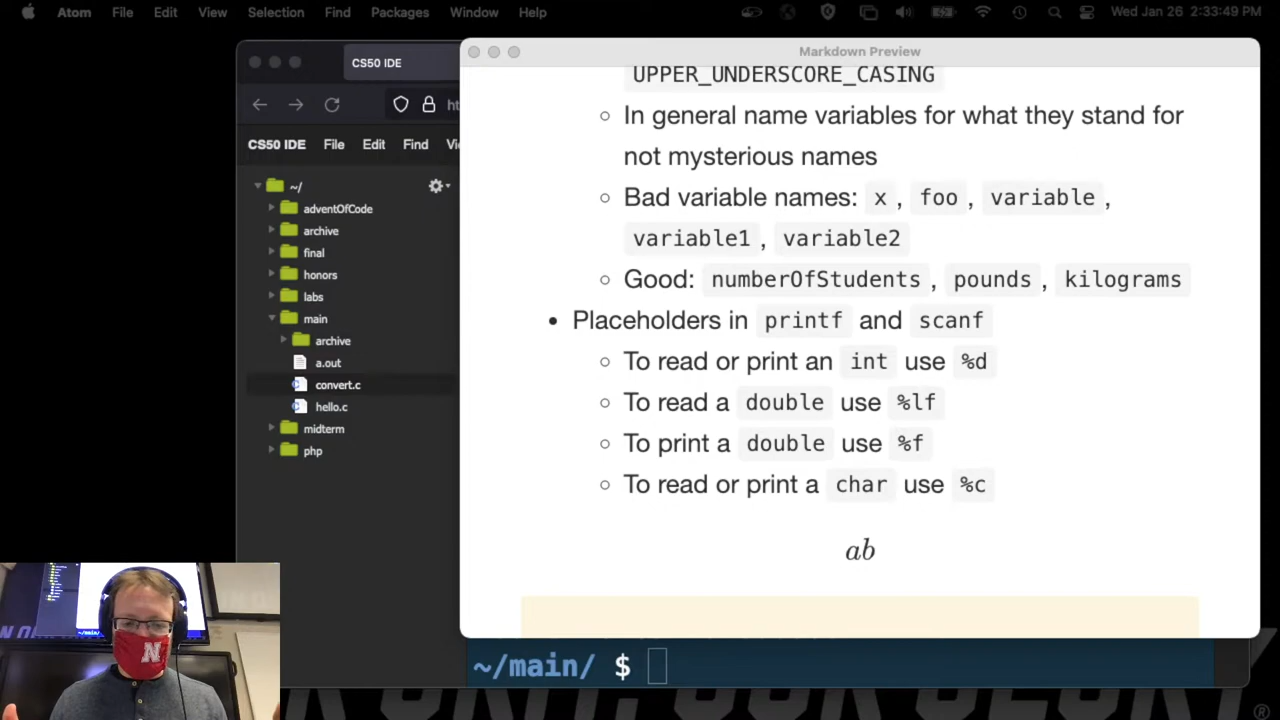 Atom File Edit View Selection Find Packages Window Help Wed Jan 26 2:33:49 PM
CS50 IDE
CS50 IDE File Edit Find
~/
adventOfCode
archive
final
honors
labs
main
archive
a.out
convert.c
hello.c
midterm
php
Markdown Preview
UPPER_UNDERSCORE_CASING
In general name variables for what they stand for
not mysterious names
Bad variable names: x , foo , variable ,
variable1 , variable2
Good: numberOfStudents , pounds , kilograms
Placeholders in printf and scanf
To read or print an int use %d
To read a double use %lf
To print a double use %f
To read or print a char use %c
ab
~/main/ $
N